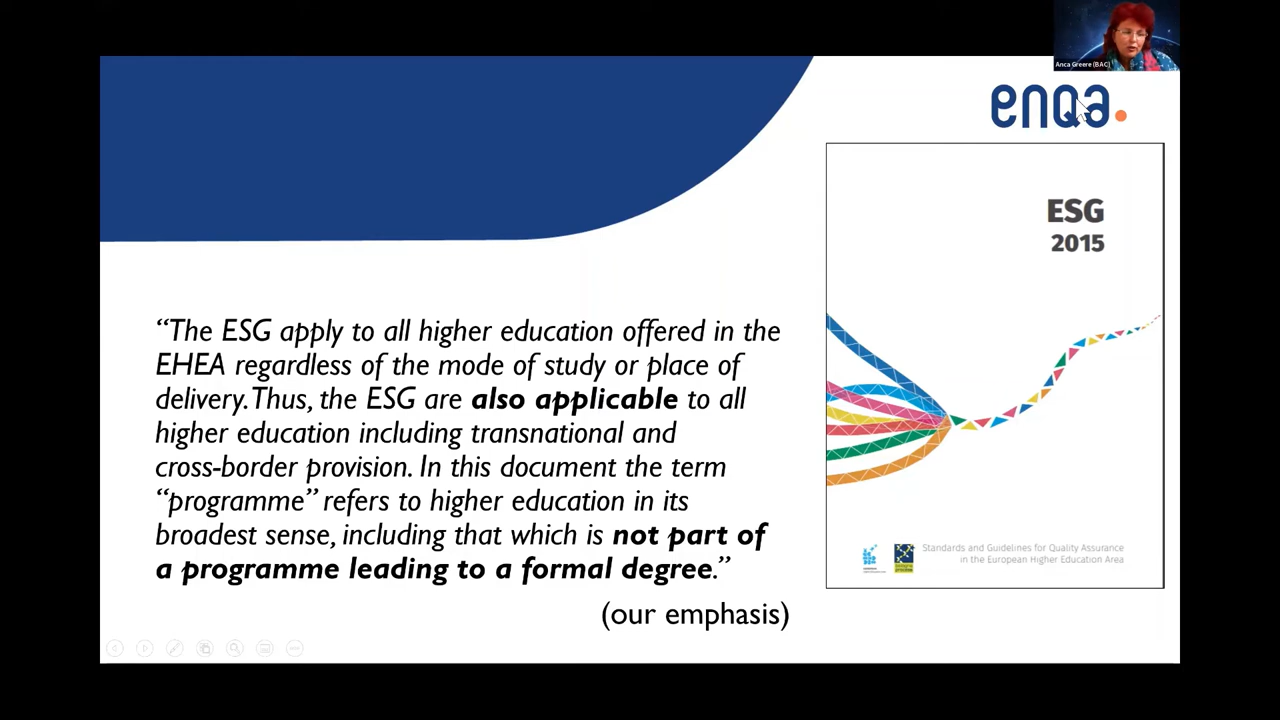 Anca Greere (BAC)
enqa.
ESG
2015
“The ESG apply to all higher education offered in the
EHEA regardless of the mode of study or place of
delivery. Thus, the ESG are also applicable to all
higher education including transnational and
cross-border provision. In this document the term
“programme” refers to higher education in its
broadest sense, including that which is not part of
a programme leading to a formal degree.”
(our emphasis)
Standards and Guidelines for Quality Assurance
in the European Higher Education Area